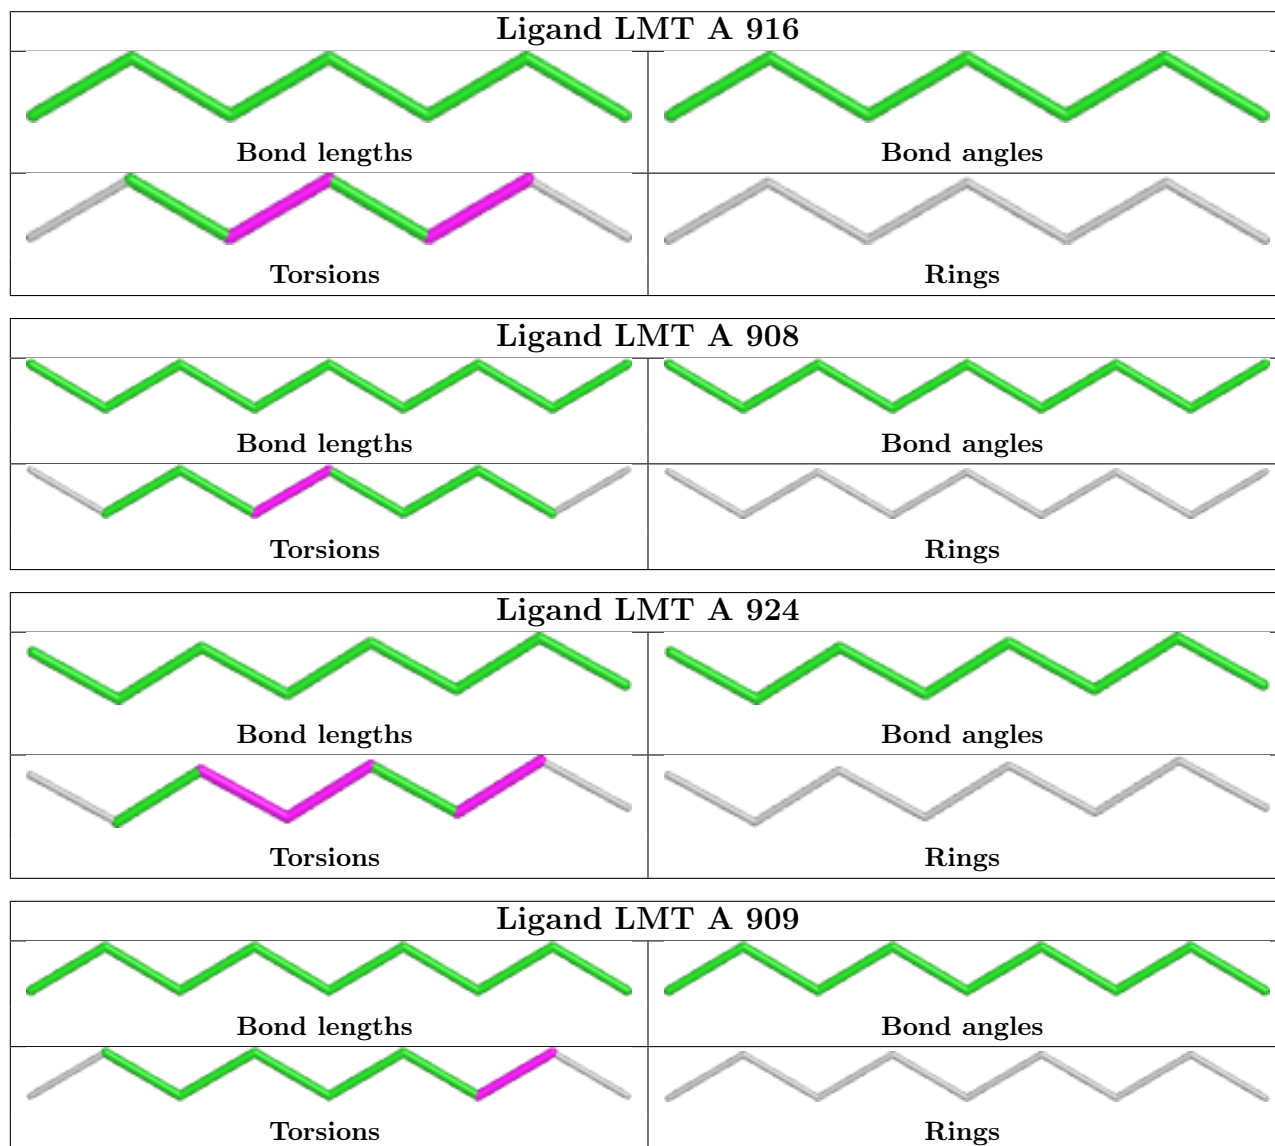 Ligand LMT A 916
Bond lengths
Bond angles
Torsions
Rings
Ligand LMT A 908
Bond lengths
Bond angles
Torsions
Rings
Ligand LMT A 924
Bond lengths
Bond angles
Torsions
Rings
Ligand LMT A 909
Bond lengths
Bond angles
Torsions
Rings